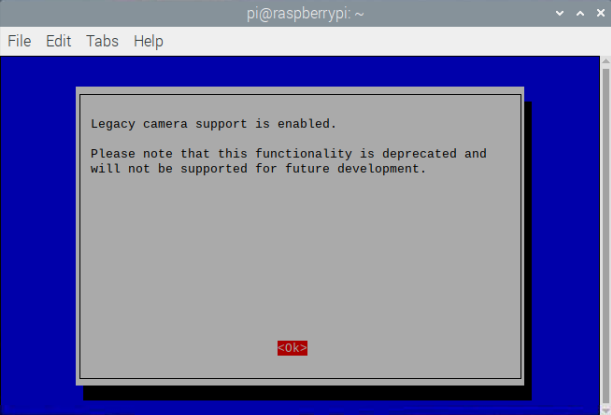 pi@raspberrypi: ~
File Edit Tabs Help
Legacy camera support is enabled.
Please note that this functionality is deprecated and
will not be supported for future development.
<Ok>